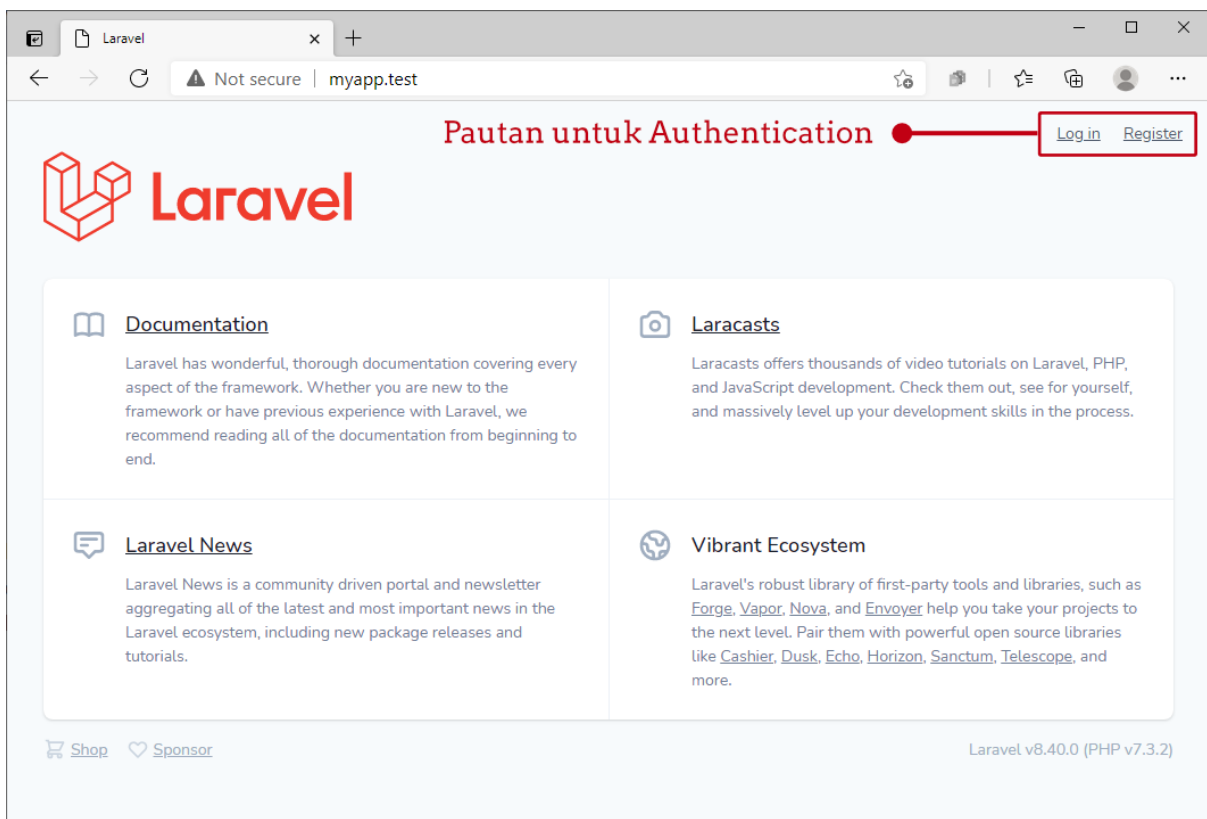 Laravel
Not secure | myapp.test
Pautan untuk Authentication
Log in Register
Laravel
Documentation
Laravel has wonderful, thorough documentation covering every
aspect of the framework. Whether you are new to the
framework or have previous experience with Laravel, we
recommend reading all of the documentation from beginning to
end.
Laracasts
Laracasts offers thousands of video tutorials on Laravel, PHP,
and JavaScript development. Check them out, see for yourself,
and massively level up your development skills in the process.
Laravel News
Laravel News is a community driven portal and newsletter
aggregating all of the latest and most important news in the
Laravel ecosystem, including new package releases and
tutorials.
Vibrant Ecosystem
Laravel's robust library of first-party tools and libraries, such as
Forge, Vapor, Nova, and Envoyer help you take your projects to
the next level. Pair them with powerful open source libraries
like Cashier, Dusk, Echo, Horizon, Sanctum, Telescope, and
more.
Shop Sponsor
Laravel v8.40.0 (PHP v7.3.2)